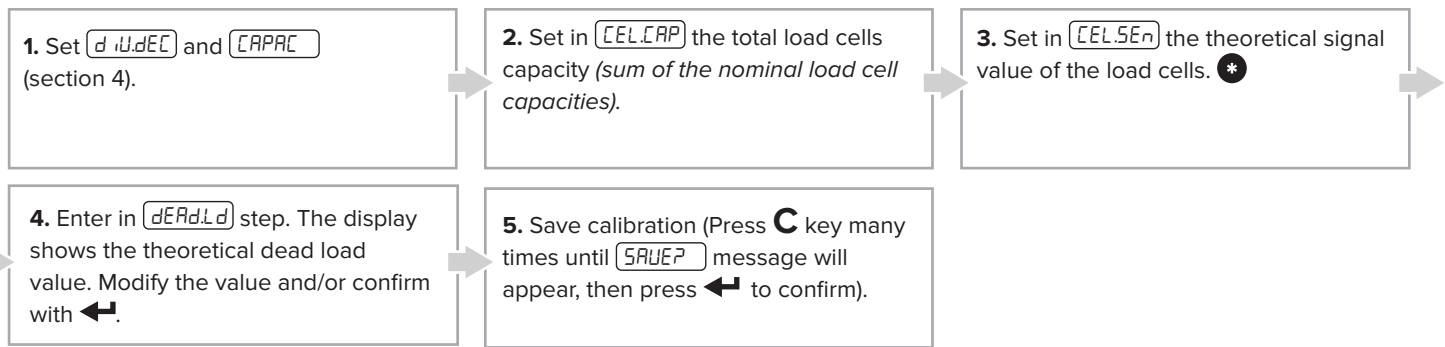 1. Set d iU.dEC and CAPAC
(section 4).
2. Set in CEL.CAP the total load cells
capacity (sum of the nominal load cell
capacities).
3. Set in CEL.SEn the theoretical signal
value of the load cells. *
4. Enter in dEAd.Ld step. The display
shows the theoretical dead load
value. Modify the value and/or confirm
with ↵.
5. Save calibration (Press C key many
times until SAVE? message will
appear, then press ↵ to confirm).